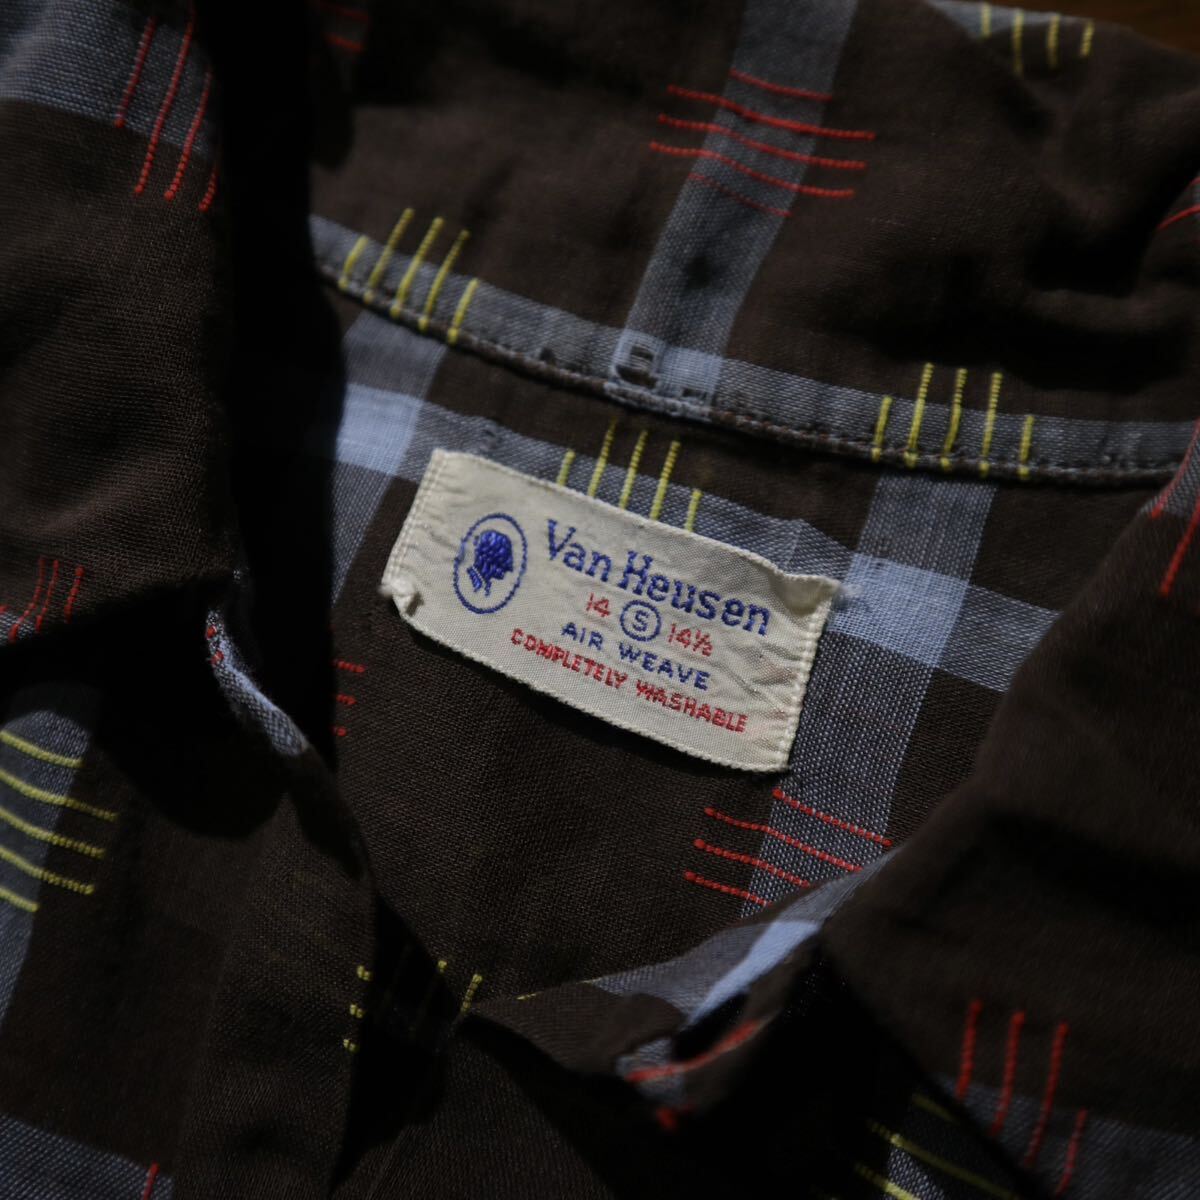 Van Heusen
14 S 14½
AIR WEAVE
COMPLETELY WASHABLE